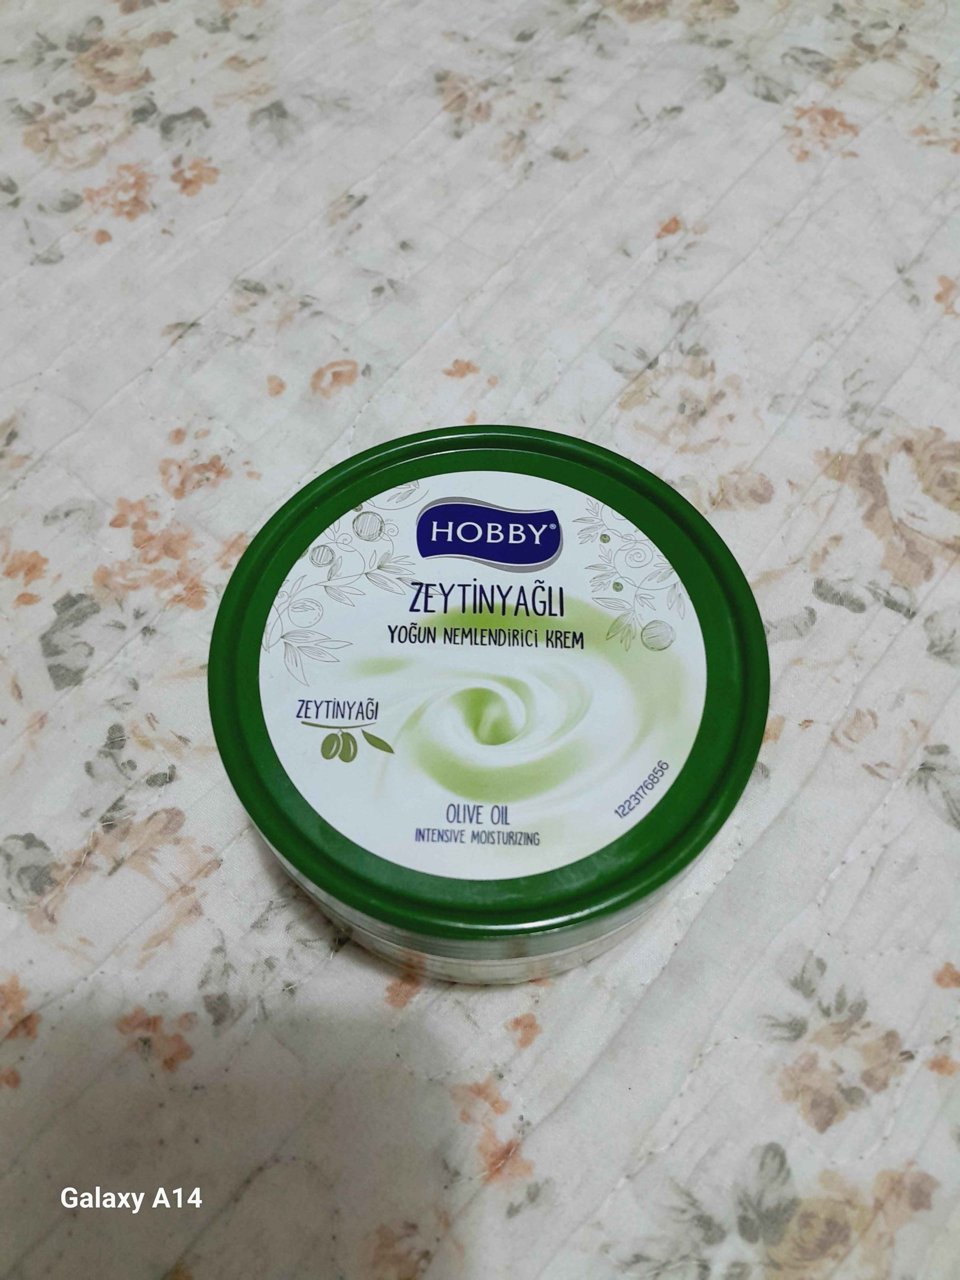 HOBBY®
ZEYTİNYAĞLI
YOĞUN NEMLENDİRİCİ KREM
ZEYTİNYAĞI
OLIVE OIL
INTENSIVE MOISTURIZING
1223176856
Galaxy A14